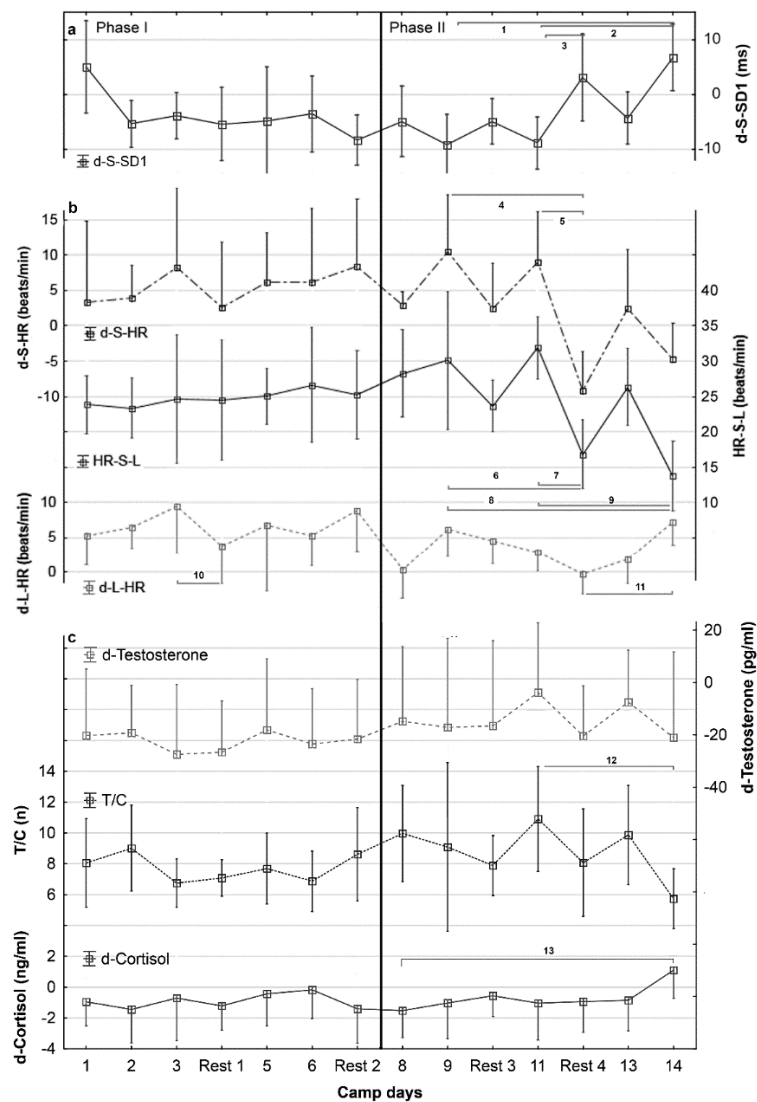 a Phase I Phase II
1 2
3
10
0
-10
d-S-SD1 (ms)
d-S-SD1
b
4
5
15
10
5
0
-5
-10
d-S-HR (beats/min)
d-S-HR
40
35
30
25
20
15
10
HR-S-L (beats/min)
HR-S-L
6 7
8 9
10
5
0
d-L-HR (beats/min)
10
d-L-HR
11
c
d-Testosterone
20
0
-20
-40
d-Testosterone (pg/ml)
12
14
12
10
8
6
T/C (n)
T/C
13
d-Cortisol
2
0
-2
-4
d-Cortisol (ng/ml)
1 2 3 Rest 1 5 6 Rest 2 8 9 Rest 3 11 Rest 4 13 14
Camp days